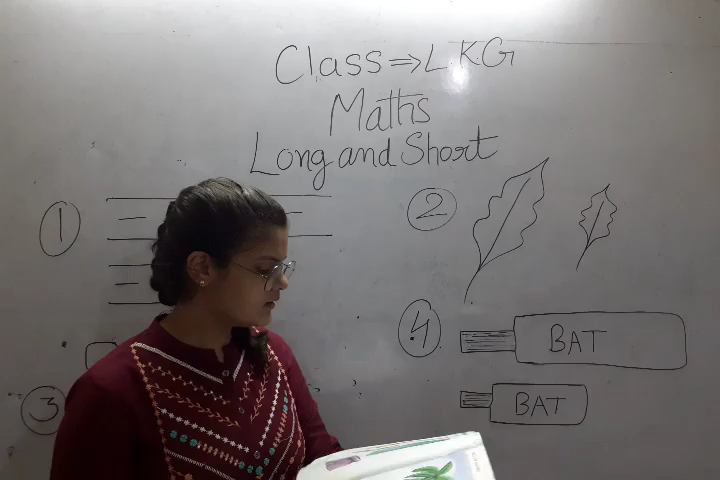 Class ⇒ LKG
Maths
Long and Short
1
2
3
4
BAT
BAT